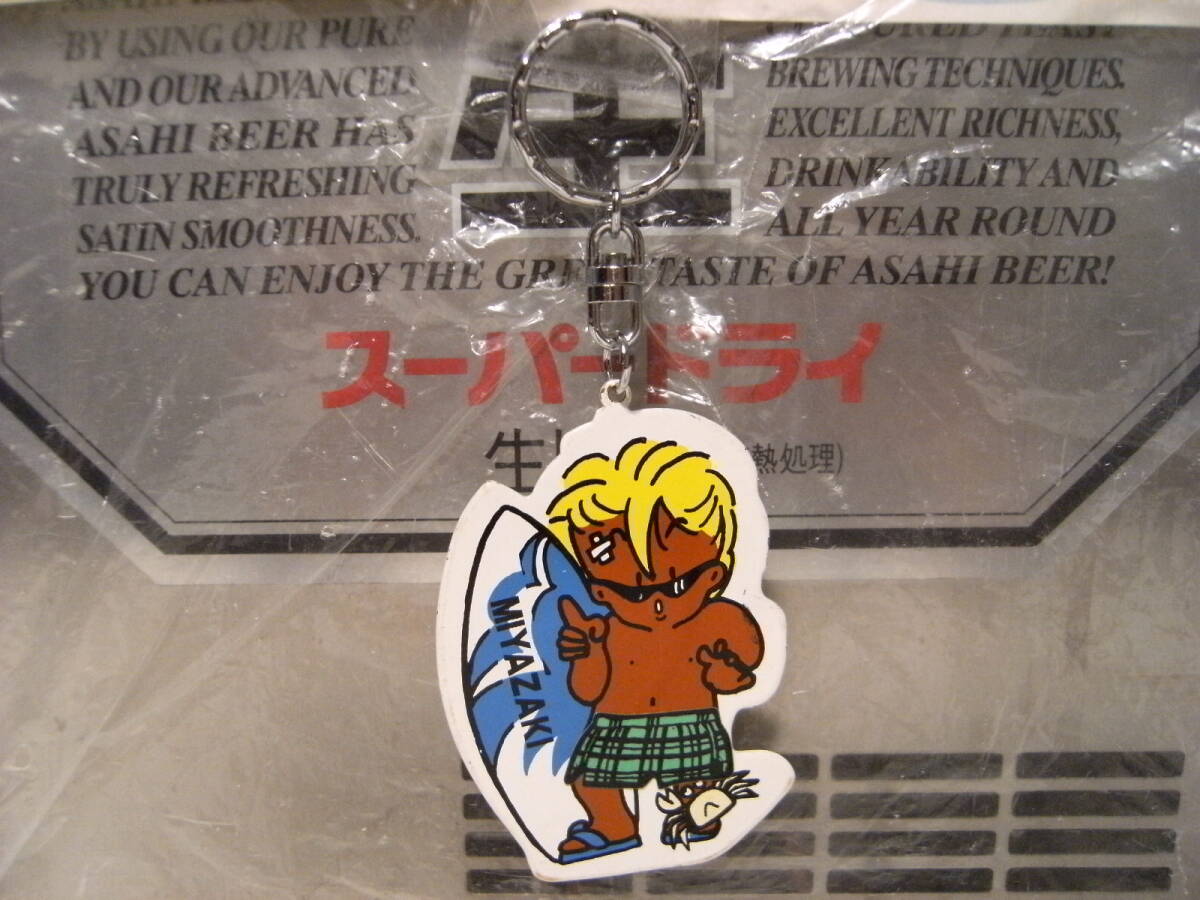 BY USING OUR PURE
AND OUR ADVANCED
ASAHI BEER HAS
TRULY REFRESHING
SATIN SMOOTHNESS.
BREWING TECHNIQUES.
EXCELLENT RICHNESS,
DRINKABILITY AND
ALL YEAR ROUND
YOU CAN ENJOY THE TASTE OF ASAHI BEER!
スーパードライ
生 熱処理)
MIYAZAKI